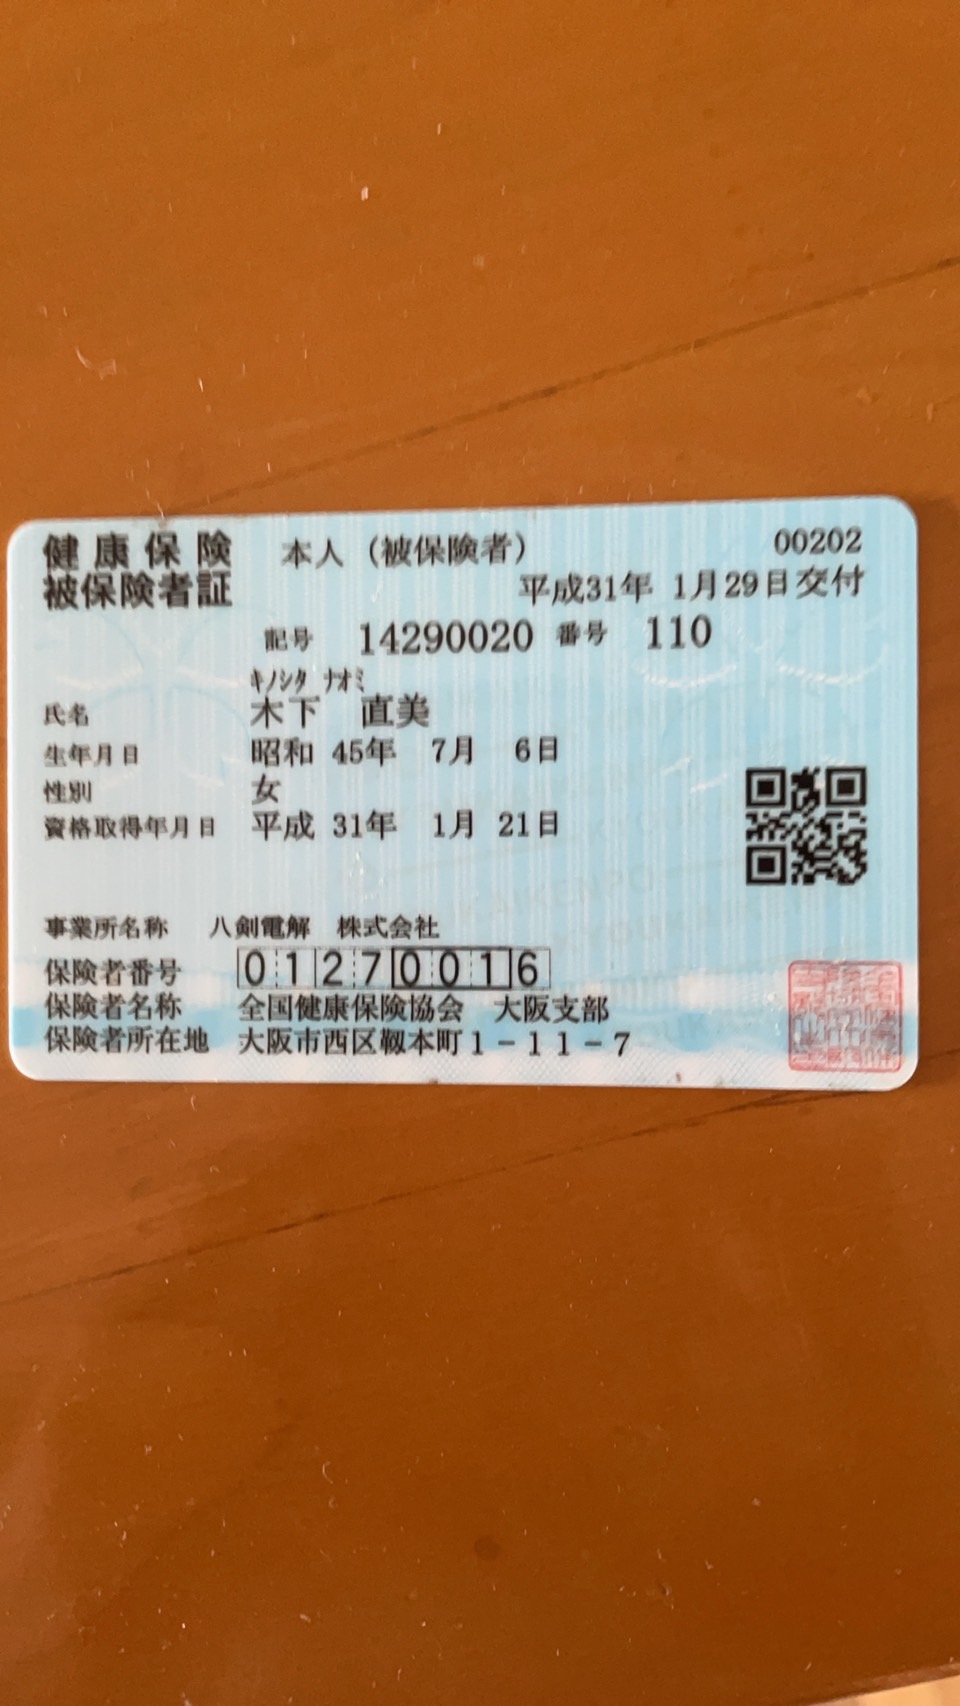 健康保険 本人（被保険者） 00202
被保険者証 平成31年 1月29日交付
記号 14290020 番号 110
ｷﾉｼﾀ ﾅｵﾐ
氏名 木下 直美
生年月日 昭和 45年 7月 6日
性別 女
資格取得年月日 平成 31年 1月 21日
事業所名称 八剣電解 株式会社
保険者番号 01270016
保険者名称 全国健康保険協会 大阪支部
保険者所在地 大阪市西区靱本町1－11－7